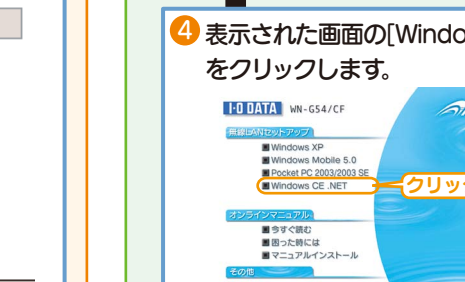 4 表示された画面の[Windo
をクリックします。
I-O DATA WN-G54/CF
無線LANセットアップ
Windows XP
Windows Mobile 5.0
Pocket PC 2003/2003 SE
Windows CE .NET
クリッ
オンラインマニュアル
今すぐ読む
困った時には
マニュアルインストール
その他